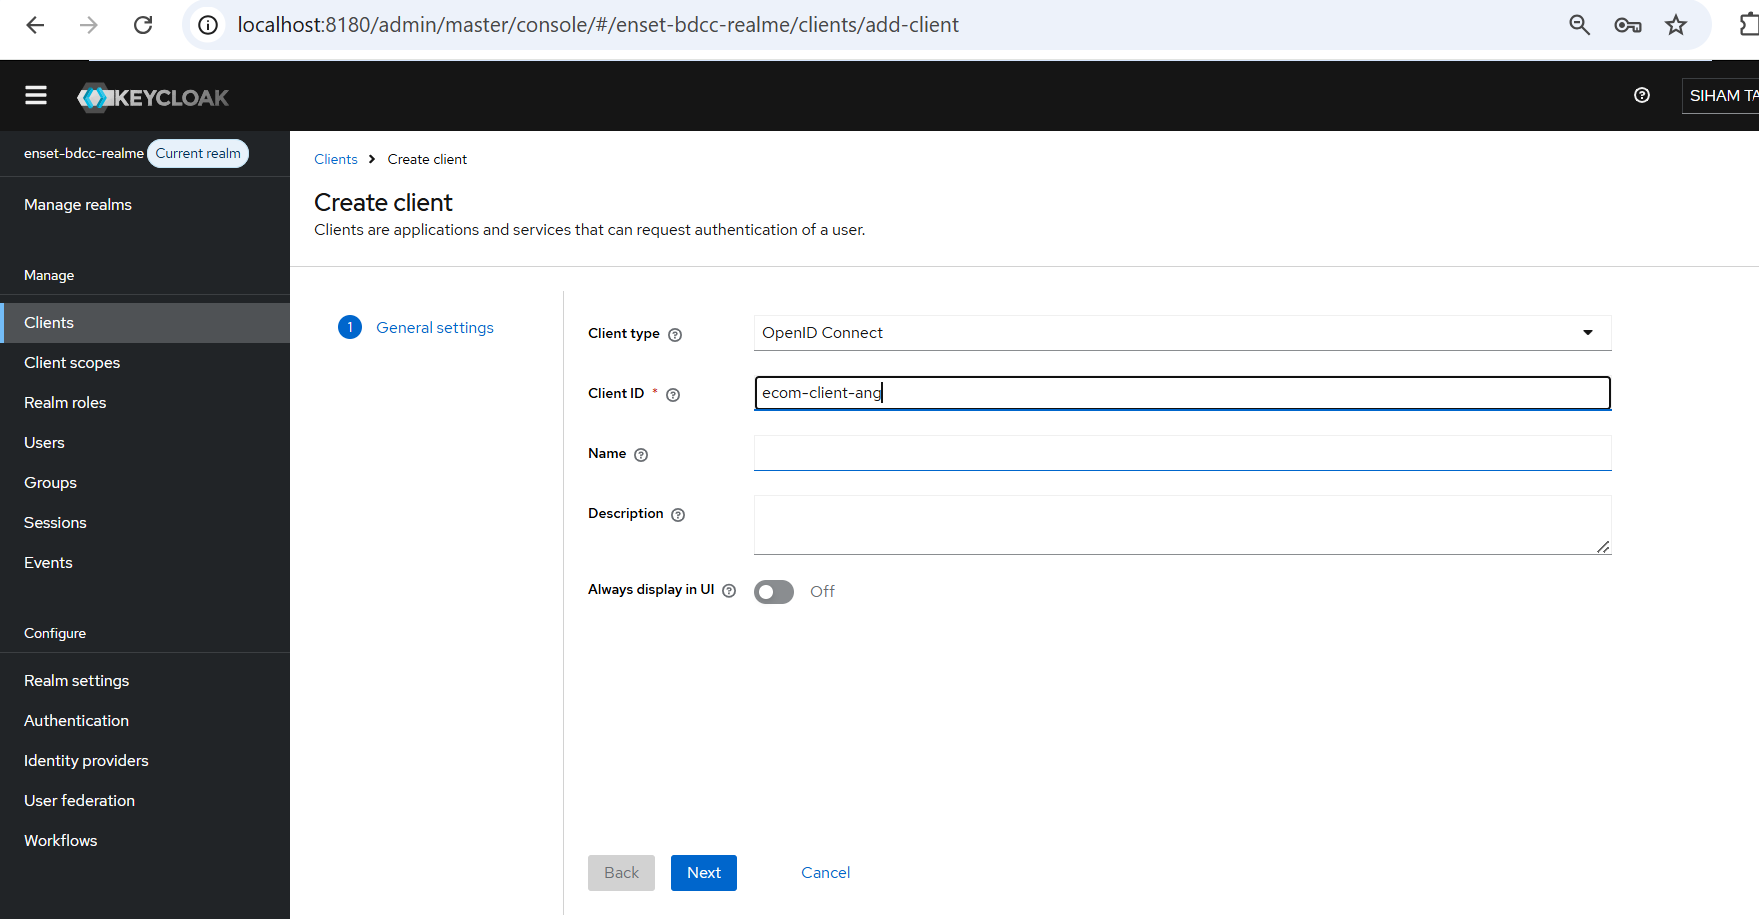 localhost:8180/admin/master/console/#/enset-bdcc-realme/clients/add-client
KEYCLOAK
SIHAM TA
enset-bdcc-realme Current realm
Manage realms
Manage
Clients
Client scopes
Realm roles
Users
Groups
Sessions
Events
Configure
Realm settings
Authentication
Identity providers
User federation
Workflows
Clients > Create client
Create client
Clients are applications and services that can request authentication of a user.
1 General settings
Client type OpenID Connect
Client ID * ecom-client-ang
Name
Description
Always display in UI Off
Back Next Cancel